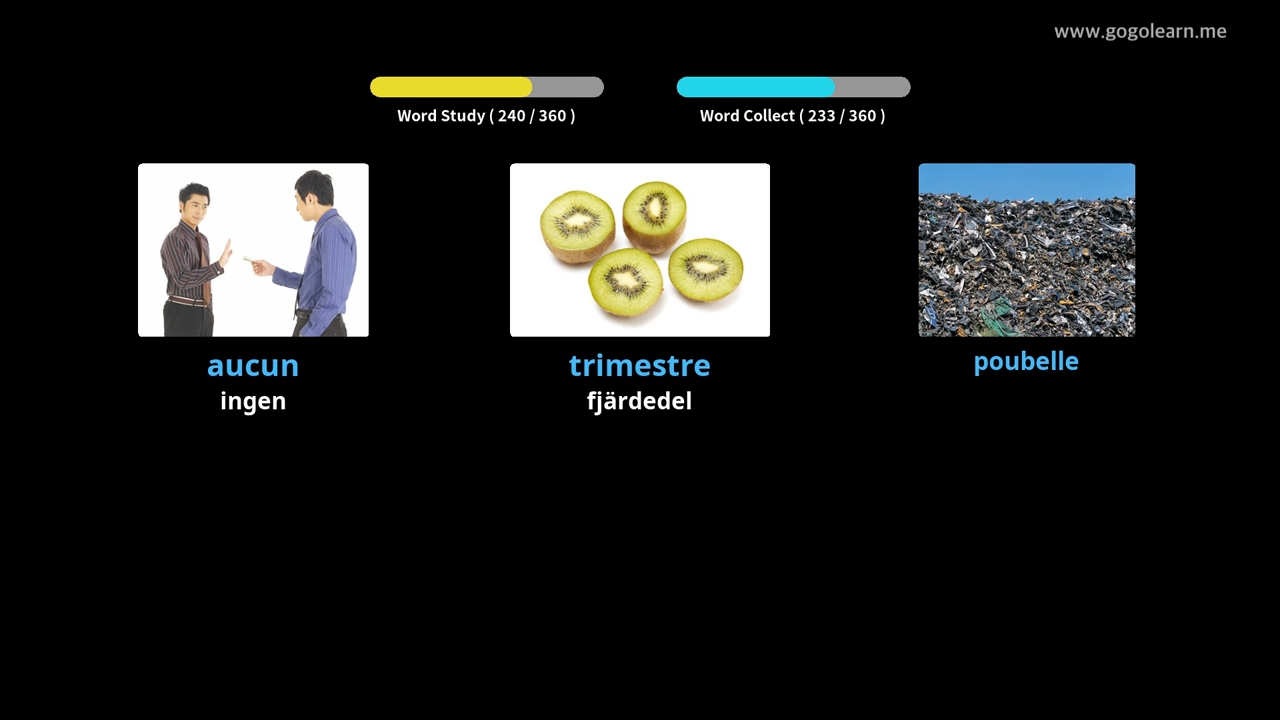 www.gogolearn.me
Word Study ( 240 / 360 )
Word Collect ( 233 / 360 )
aucun
ingen
trimestre
fjärdedel
poubelle